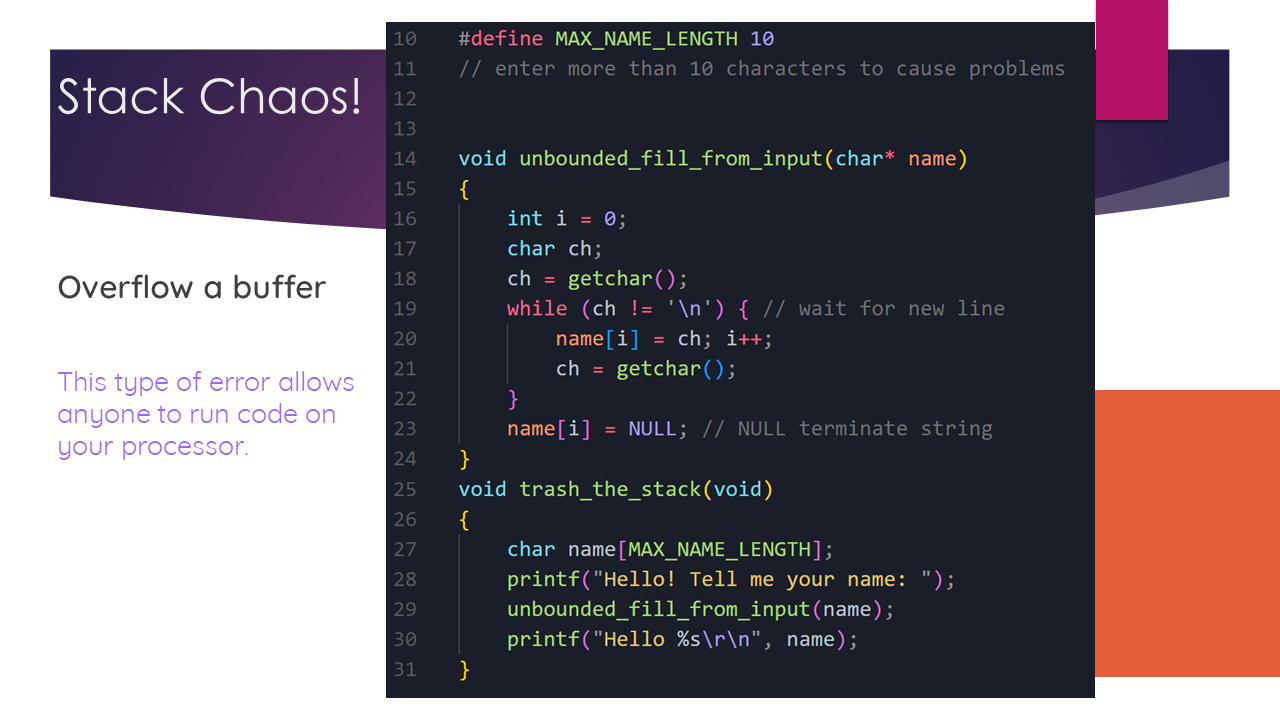 Stack Chaos!
Overflow a buffer
This type of error allows
anyone to run code on
your processor.
10 #define MAX_NAME_LENGTH 10
11 // enter more than 10 characters to cause problems
12
13
14 void unbounded_fill_from_input(char* name)
15 {
16     int i = 0;
17     char ch;
18     ch = getchar();
19     while (ch != '\n') { // wait for new line
20         name[i] = ch; i++;
21         ch = getchar();
22     }
23     name[i] = NULL; // NULL terminate string
24 }
25 void trash_the_stack(void)
26 {
27     char name[MAX_NAME_LENGTH];
28     printf("Hello! Tell me your name: ");
29     unbounded_fill_from_input(name);
30     printf("Hello %s\r\n", name);
31 }